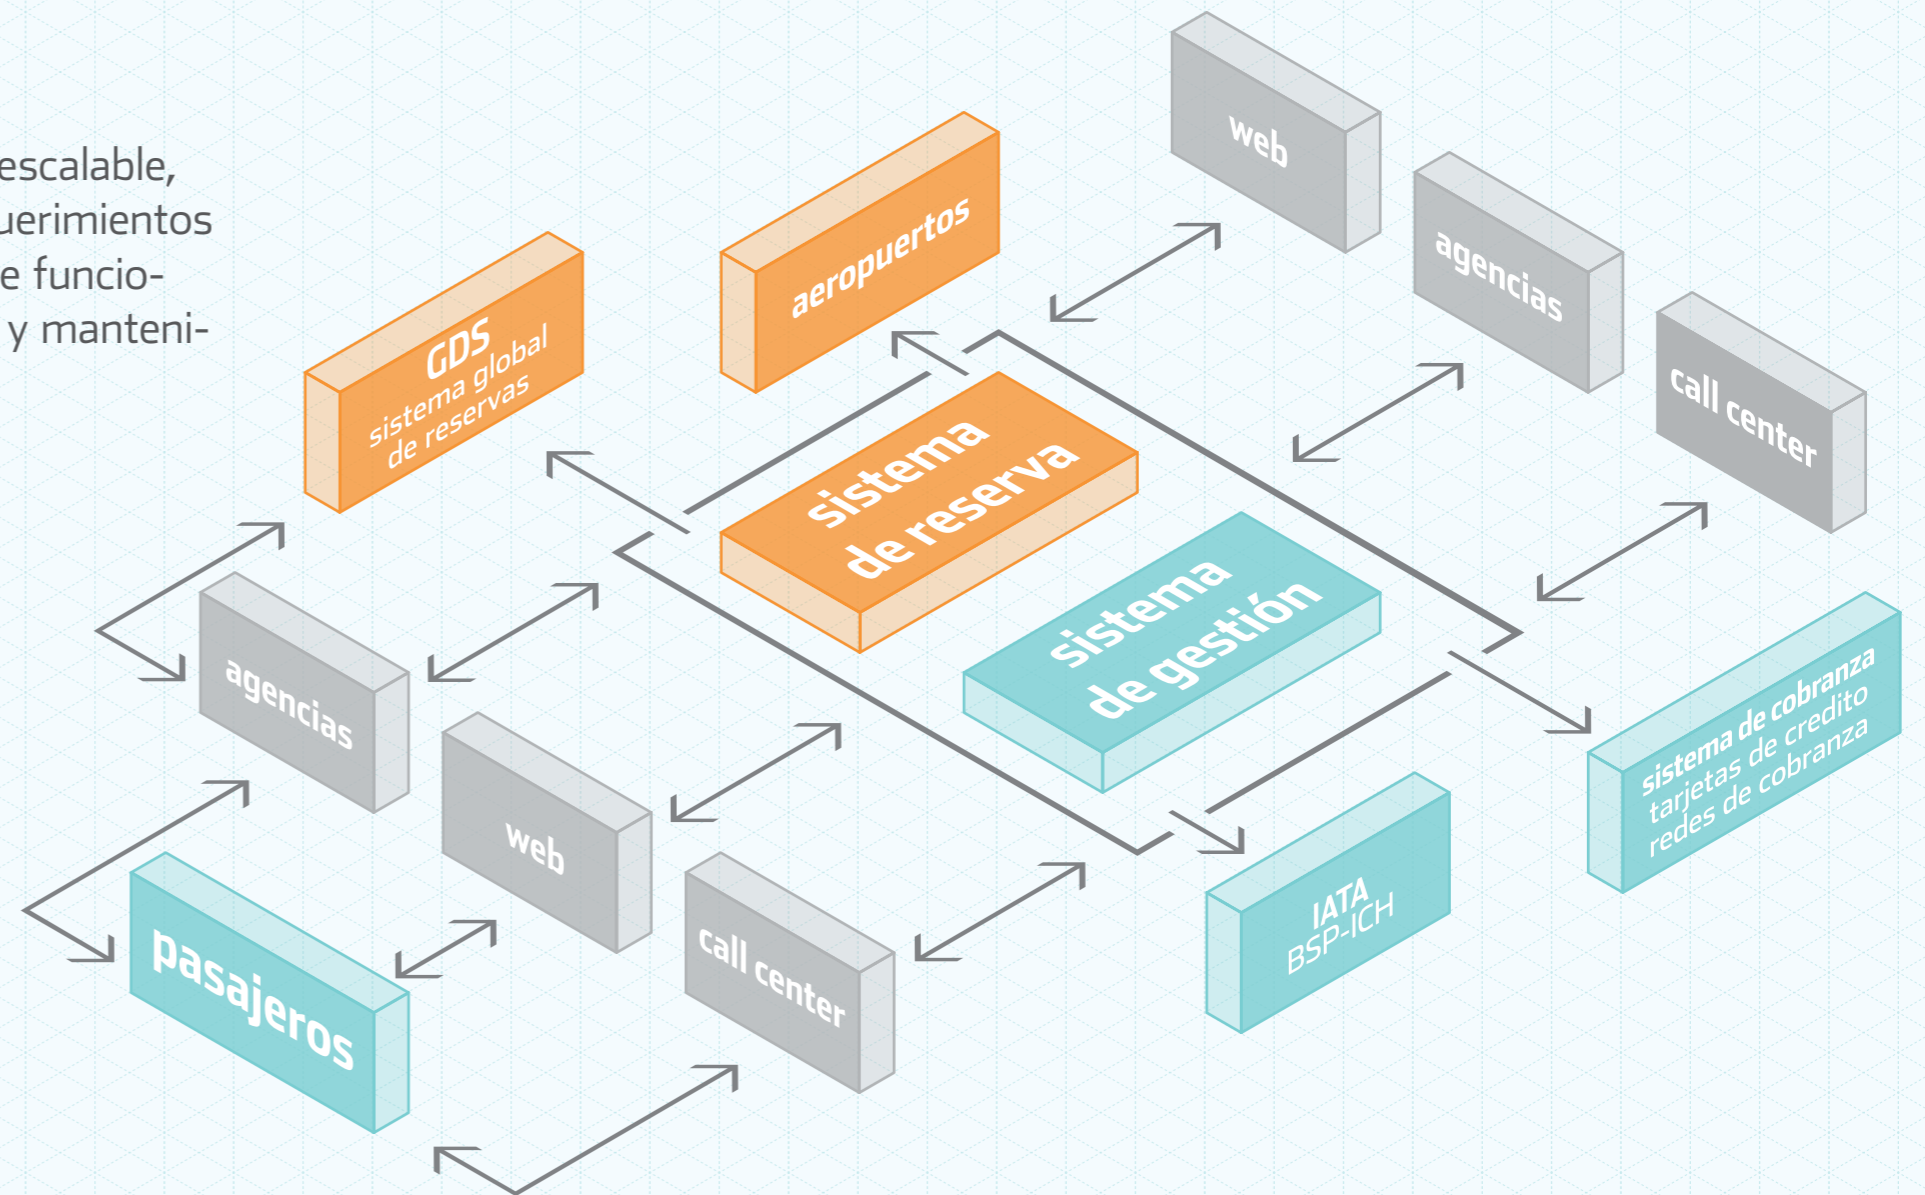 escalable,
uerimientos
e funcio-
y manteni-
web
agencias
call center
aeropuertos
GDS
sistema global
de reservas
sistema
de reserva
sistema
de gestión
agencias
web
call center
pasajeros
sistema de cobranza
tarjetas de credito
redes de cobranza
IATA
BSP-ICH